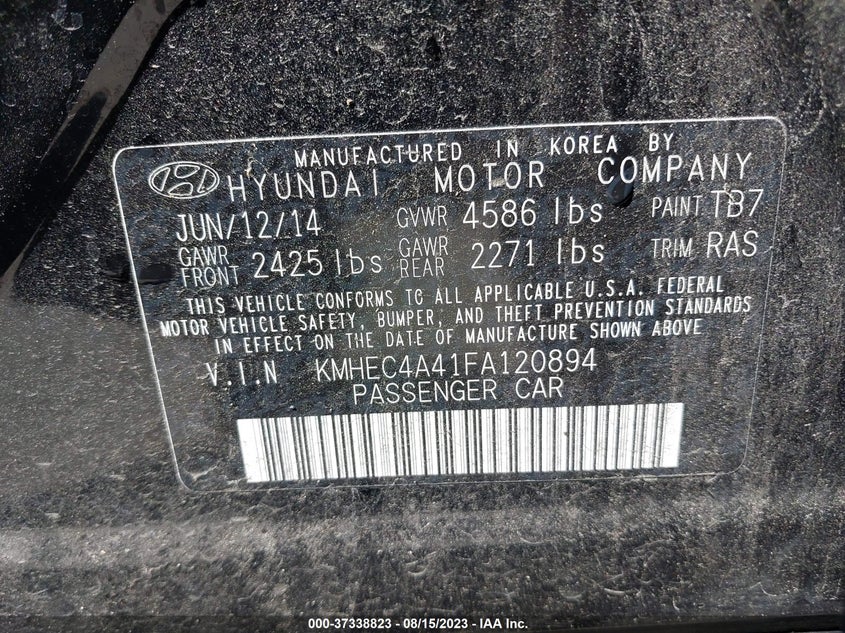 MANUFACTURED IN KOREA BY
HYUNDAI MOTOR COMPANY
JUN/12/14 GVWR 4586 lbs PAINT TB7
GAWR FRONT 2425 lbs GAWR REAR 2271 lbs TRIM RAS
THIS VEHICLE CONFORMS TO ALL APPLICABLE U.S.A. FEDERAL
MOTOR VEHICLE SAFETY, BUMPER, AND THEFT PREVENTION STANDARDS
IN EFFECT ON THE DATE OF MANUFACTURE SHOWN ABOVE
V.I.N KMHEC4A41FA120894
PASSENGER CAR
000-37338823 - 08/15/2023 - IAA Inc.